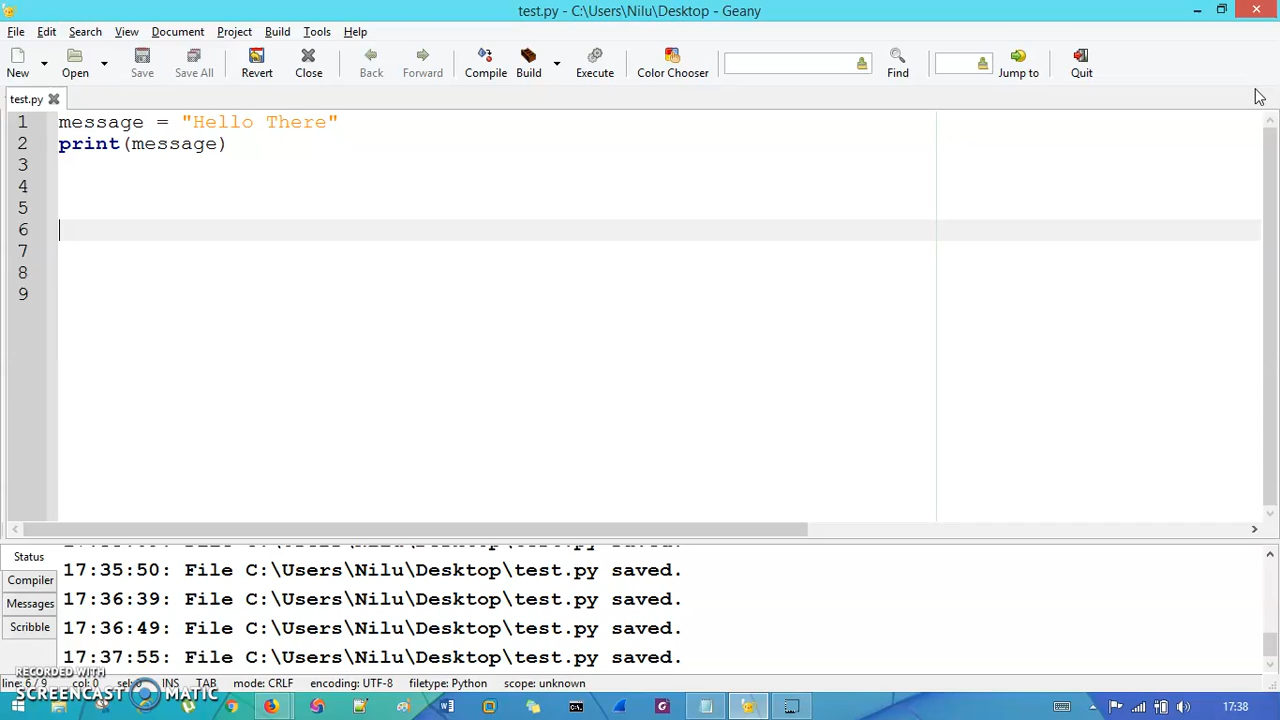 test.py - C:\Users\Nilu\Desktop - Geany
File Edit Search View Document Project Build Tools Help
New Open Save Save All Revert Close Back Forward Compile Build Execute Color Chooser Find Jump to Quit
test.py
1 message = "Hello There"
2 print(message)
3
4
5
6
7
8
9
Status
Compiler
Messages
Scribble
17:35:50: File C:\Users\Nilu\Desktop\test.py saved.
17:36:39: File C:\Users\Nilu\Desktop\test.py saved.
17:36:49: File C:\Users\Nilu\Desktop\test.py saved.
17:37:55: File C:\Users\Nilu\Desktop\test.py saved.
RECORDED WITH
SCREENCAST MATIC
line: 6 / 9 col: 0 sel: 0 INS TAB mode: CRLF encoding: UTF-8 filetype: Python scope: unknown
17:38